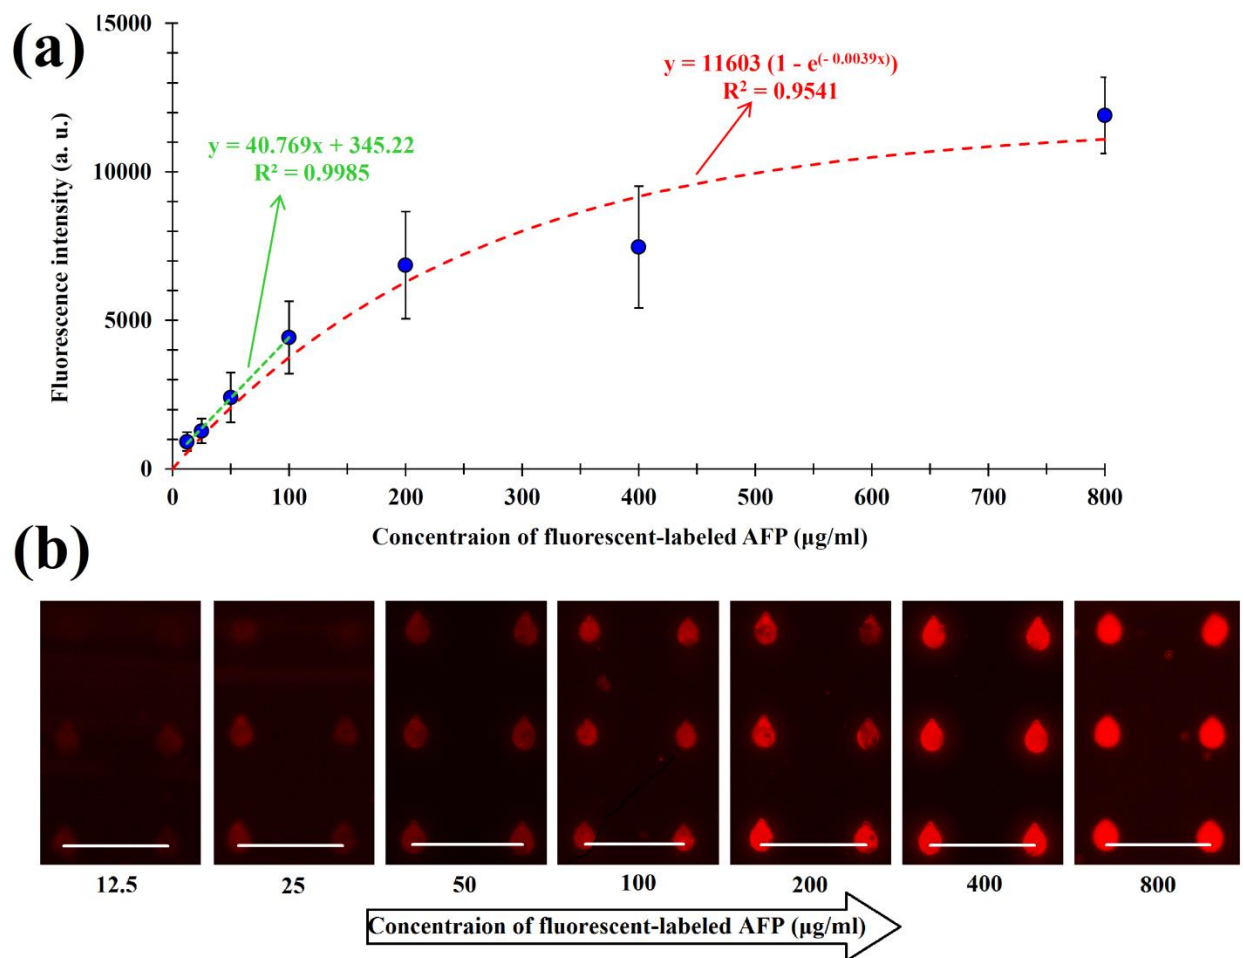 (a)
15000
10000
5000
0
Fluorescence intensity (a. u.)
y = 40.769x + 345.22
R² = 0.9985
y = 11603 (1 - e^(- 0.0039x))
R² = 0.9541
0 100 200 300 400 500 600 700 800
Concentraion of fluorescent-labeled AFP (µg/ml)
(b)
12.5 25 50 100 200 400 800
Concentraion of fluorescent-labeled AFP (µg/ml)